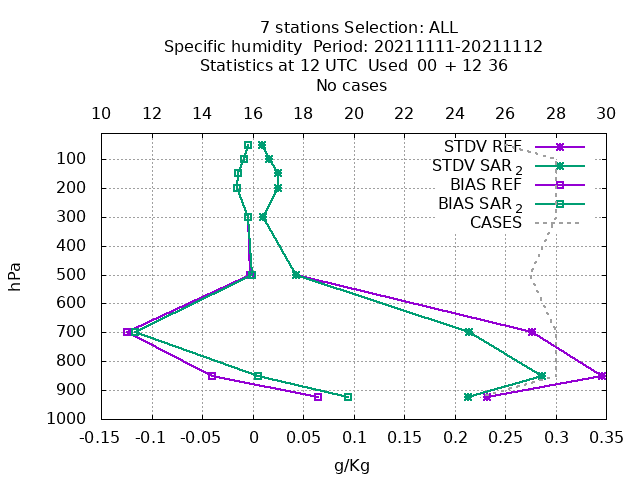 7 stations Selection: ALL
Specific humidity  Period: 20211111-20211112
Statistics at 12 UTC  Used  00 + 12 36
No cases
10 12 14 16 18 20 22 24 26 28 30
STDV REF
STDV SAR 2
BIAS REF
BIAS SAR 2
CASES
100
200
300
400
500
600
700
800
900
1000
hPa
-0.15 -0.1 -0.05 0 0.05 0.1 0.15 0.2 0.25 0.3 0.35
g/Kg